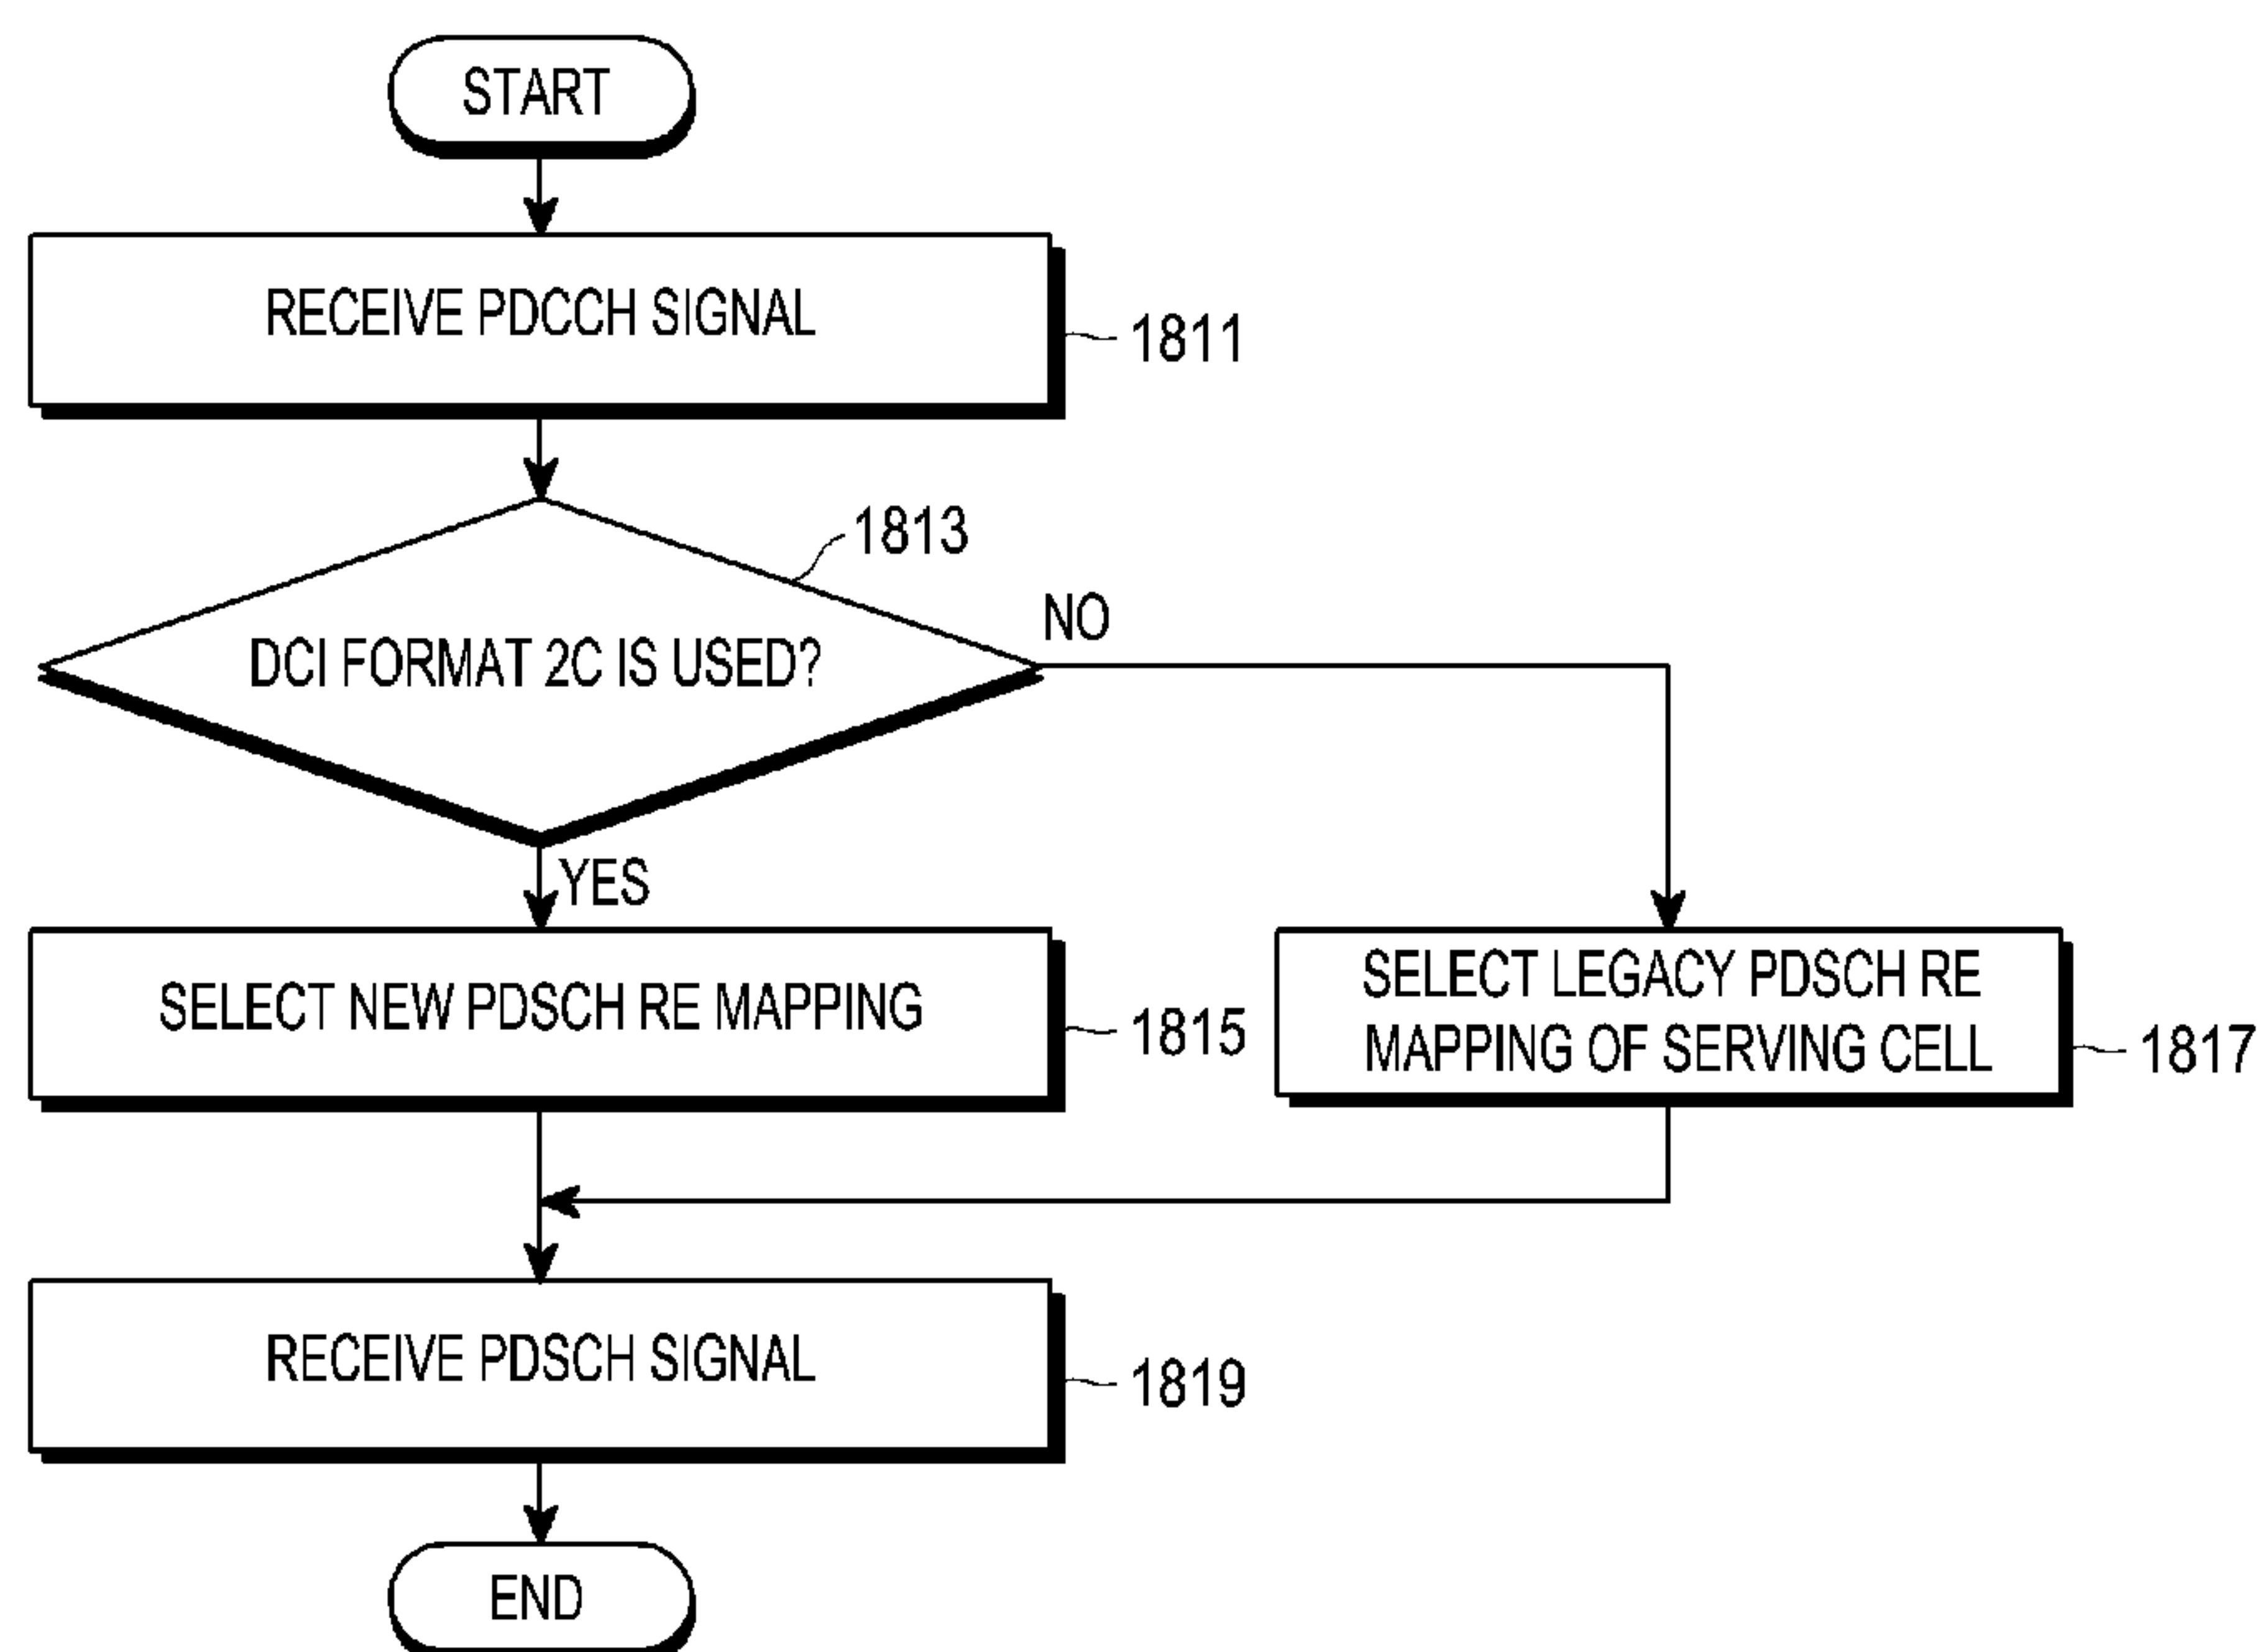 START
RECEIVE PDCCH SIGNAL
1811
1813
DCI FORMAT 2C IS USED?
NO
YES
SELECT NEW PDSCH RE MAPPING
1815
SELECT LEGACY PDSCH RE
MAPPING OF SERVING CELL
1817
RECEIVE PDSCH SIGNAL
1819
END